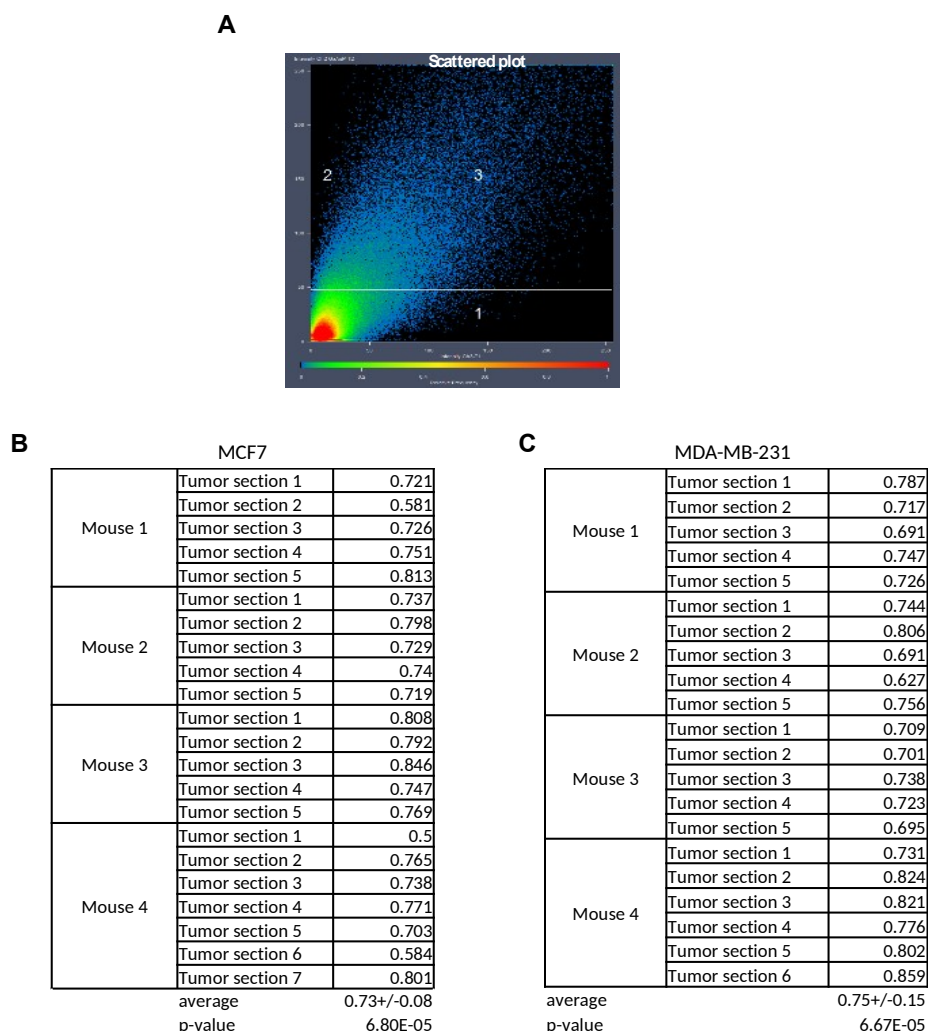 A
Scattered plot
2
3
1
B
MCF7
Mouse 1
Tumor section 1 0.721
Tumor section 2 0.581
Tumor section 3 0.726
Tumor section 4 0.751
Tumor section 5 0.813
Mouse 2
Tumor section 1 0.737
Tumor section 2 0.798
Tumor section 3 0.729
Tumor section 4 0.74
Tumor section 5 0.719
Mouse 3
Tumor section 1 0.808
Tumor section 2 0.792
Tumor section 3 0.846
Tumor section 4 0.747
Tumor section 5 0.769
Mouse 4
Tumor section 1 0.5
Tumor section 2 0.765
Tumor section 3 0.738
Tumor section 4 0.771
Tumor section 5 0.703
Tumor section 6 0.584
Tumor section 7 0.801
average 0.73+/-0.08
p-value 6.80E-05
C
MDA-MB-231
Mouse 1
Tumor section 1 0.787
Tumor section 2 0.717
Tumor section 3 0.691
Tumor section 4 0.747
Tumor section 5 0.726
Mouse 2
Tumor section 1 0.744
Tumor section 2 0.806
Tumor section 3 0.691
Tumor section 4 0.627
Tumor section 5 0.756
Mouse 3
Tumor section 1 0.709
Tumor section 2 0.701
Tumor section 3 0.738
Tumor section 4 0.723
Tumor section 5 0.695
Mouse 4
Tumor section 1 0.731
Tumor section 2 0.824
Tumor section 3 0.821
Tumor section 4 0.776
Tumor section 5 0.802
Tumor section 6 0.859
average 0.75+/-0.15
p-value 6.67E-05